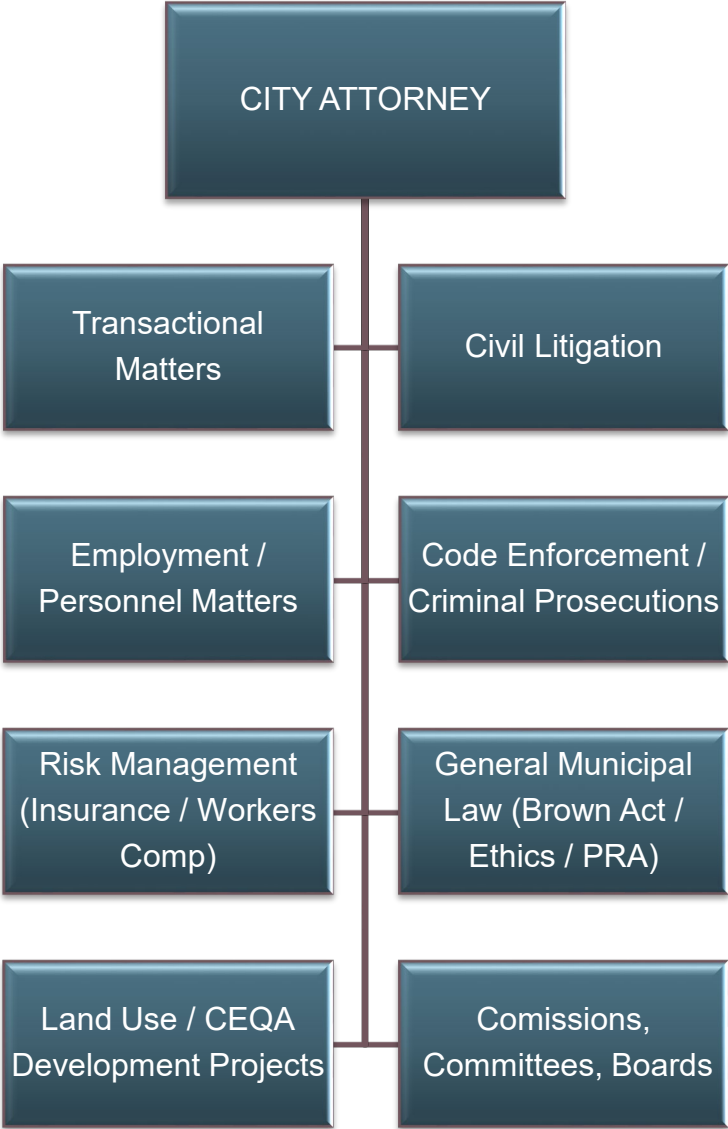 CITY ATTORNEY
Transactional
Matters
Civil Litigation
Employment /
Personnel Matters
Code Enforcement /
Criminal Prosecutions
Risk Management
(Insurance / Workers
Comp)
General Municipal
Law (Brown Act /
Ethics / PRA)
Land Use / CEQA
Development Projects
Comissions,
Committees, Boards